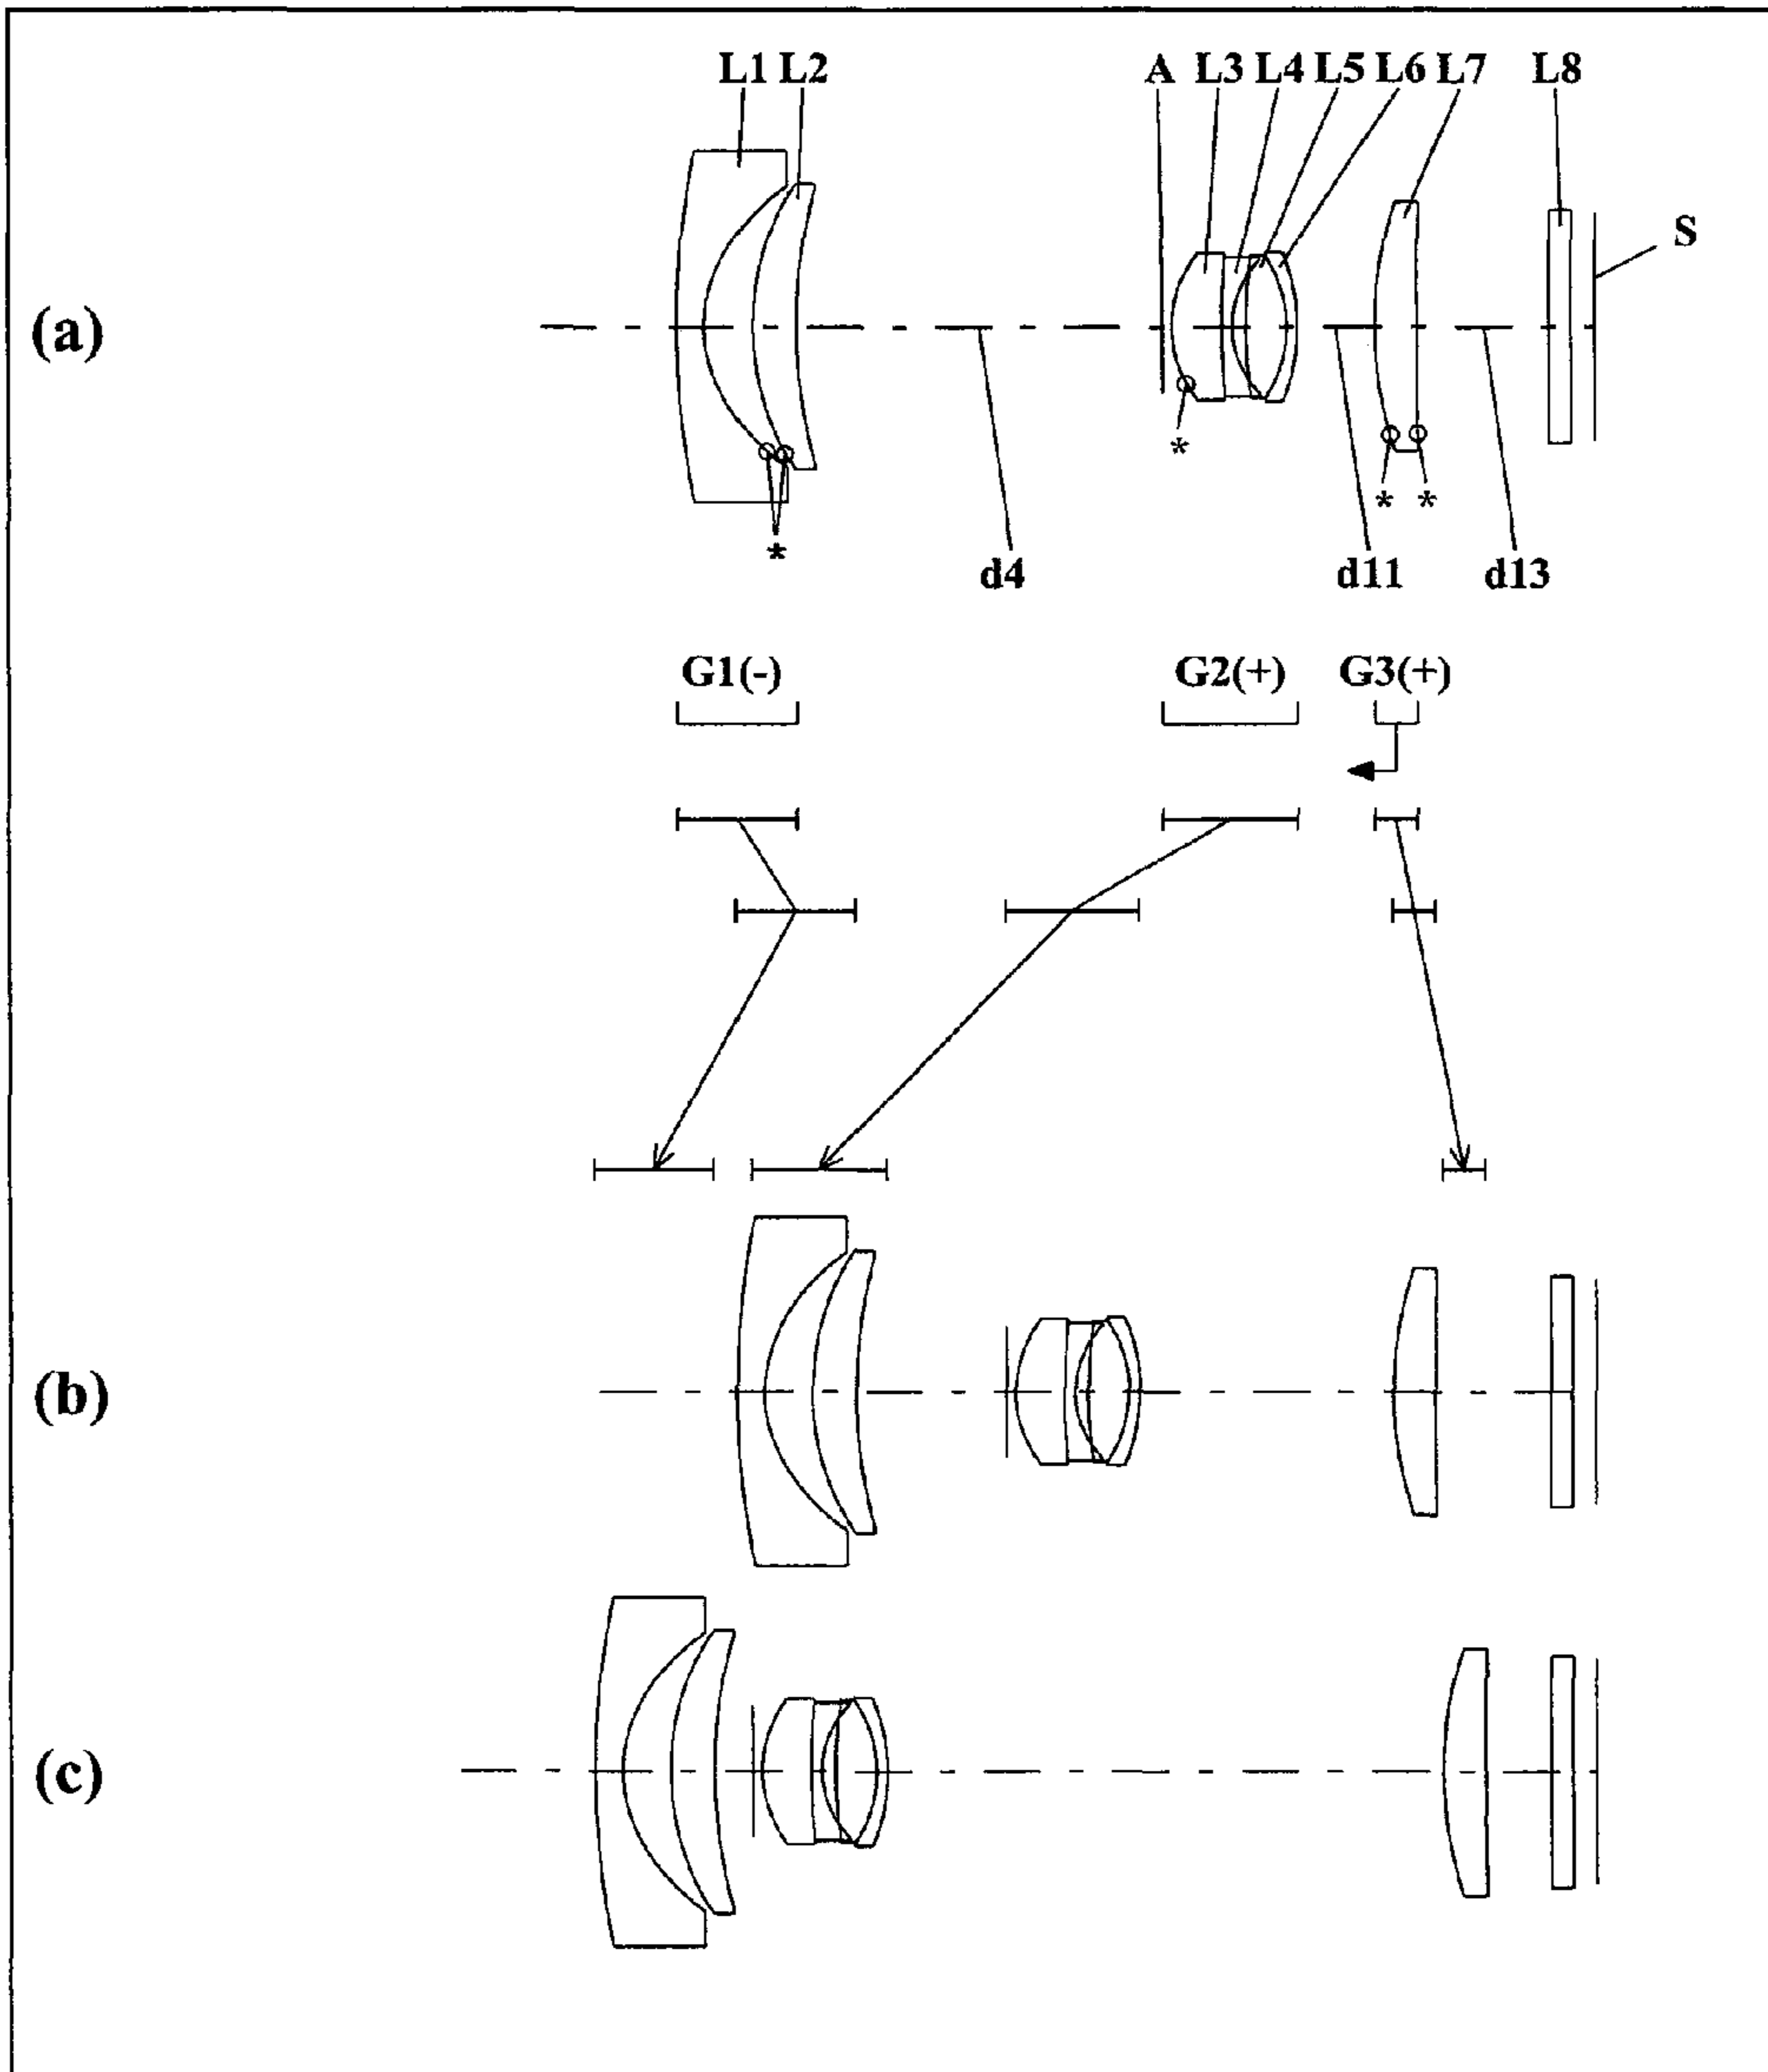 L1 L2 A L3 L4 L5 L6 L7 L8
S
(a)
*
* *
*
d4 d11 d13
G1(-) G2(+) G3(+)
(b)
(c)